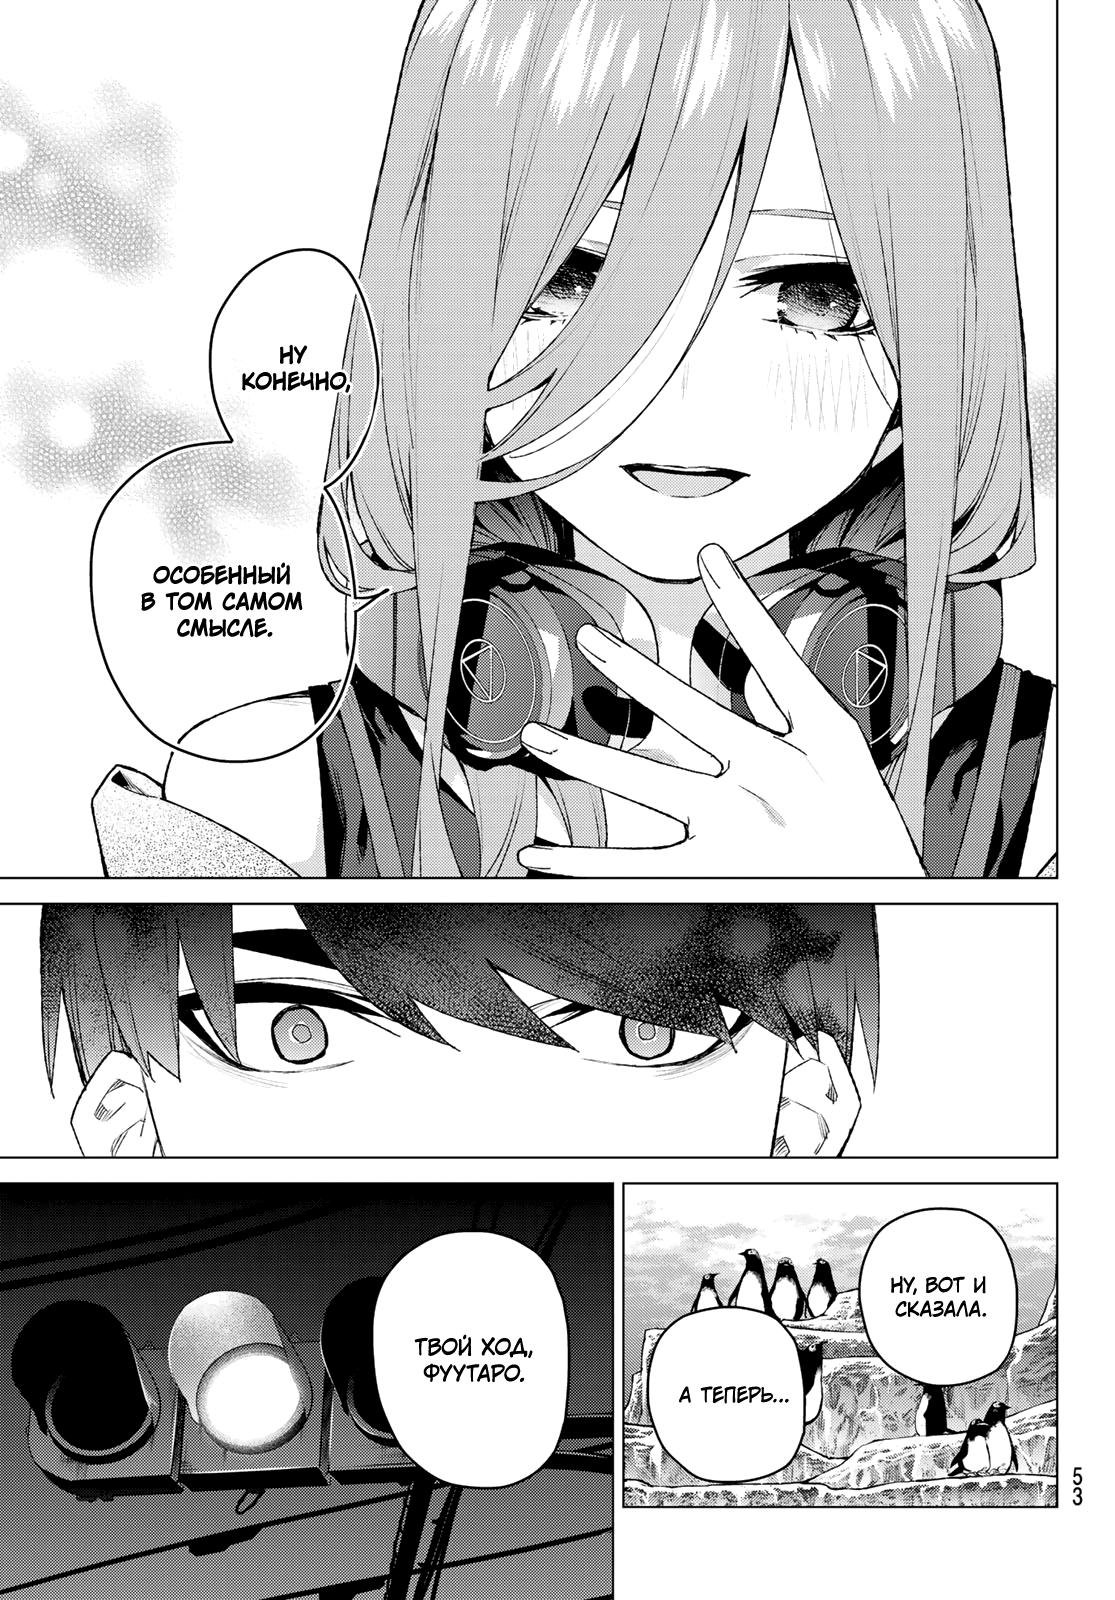 НУ
КОНЕЧНО,
ОСОБЕННЫЙ
В ТОМ САМОМ
СМЫСЛЕ.
НУ, ВОТ И
СКАЗАЛА.
А ТЕПЕРЬ...
ТВОЙ ХОД,
ФУУТАРО.
53